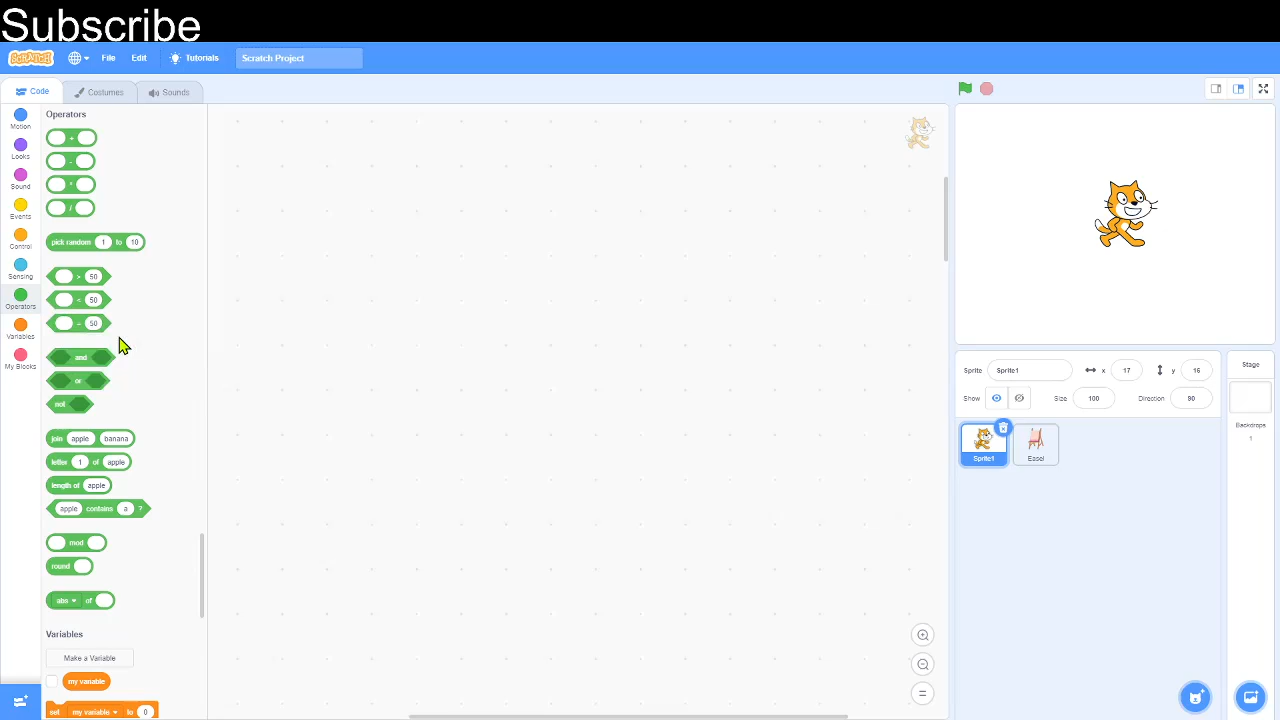 Subscribe
SCRATCH
File
Edit
Tutorials
Scratch Project
Code
Costumes
Sounds
Motion
Looks
Sound
Events
Control
Sensing
Operators
Variables
My Blocks
Operators
+
-
*
/
pick random 1 to 10
> 50
< 50
= 50
and
or
not
join apple banana
letter 1 of apple
length of apple
apple contains a ?
mod
round
abs of
Variables
Make a Variable
my variable
set my variable to 0
Sprite Sprite1
x 17
y 16
Show
Size 100
Direction 90
Sprite1
Easel
Stage
Backdrops
1